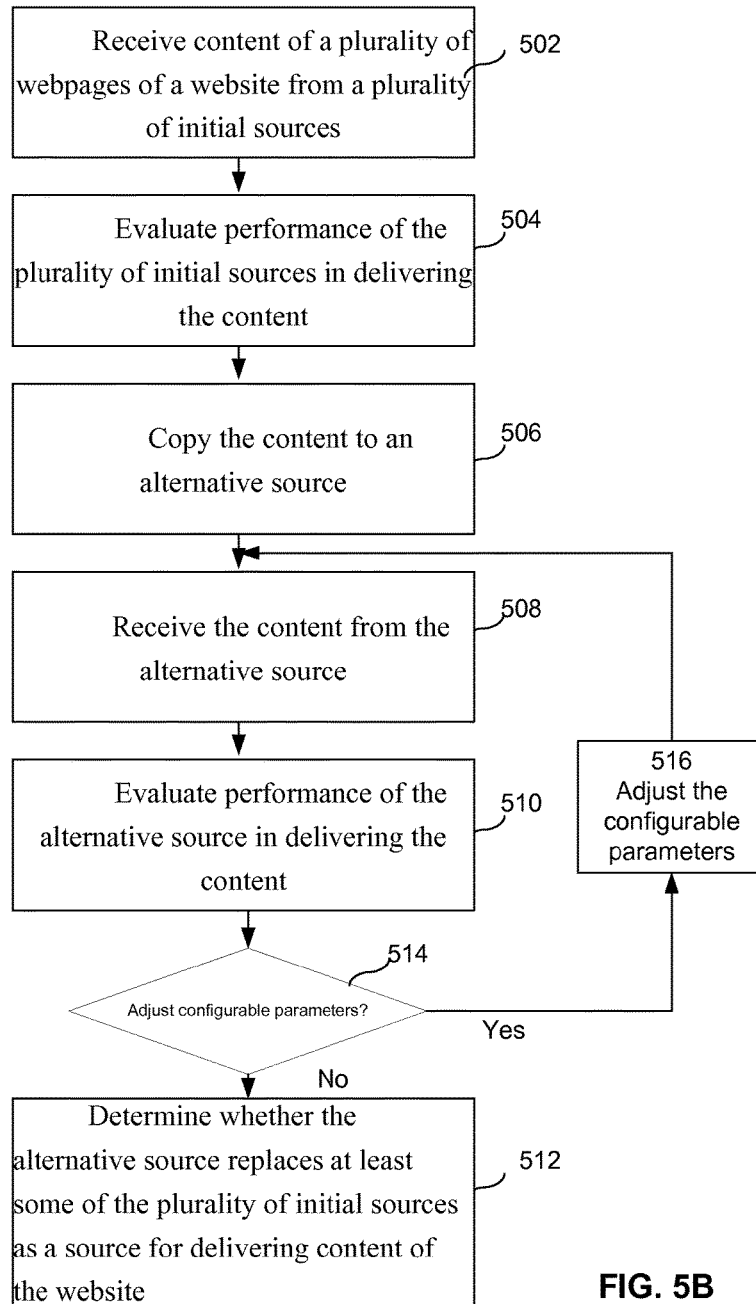 Receive content of a plurality of
webpages of a website from a plurality
of initial sources
502
Evaluate performance of the
plurality of initial sources in delivering
the content
504
Copy the content to an
alternative source
506
Receive the content from the
alternative source
508
Evaluate performance of the
alternative source in delivering the
content
510
516
Adjust the
configurable
parameters
514
Adjust configurable parameters?
Yes
No
Determine whether the
alternative source replaces at least
some of the plurality of initial sources
as a source for delivering content of
the website
512
FIG. 5B